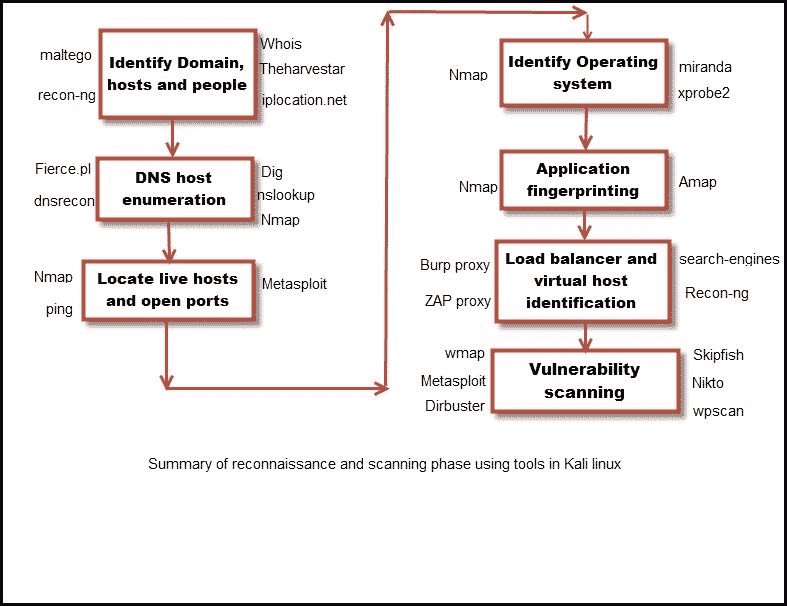 maltego
recon-ng
Identify Domain,
hosts and people
Whois
Theharvestar
iplocation.net
Fierce.pl
dnsrecon
DNS host
enumeration
Dig
nslookup
Nmap
Nmap
ping
Locate live hosts
and open ports
Metasploit
Nmap
Identify Operating
system
miranda
xprobe2
Nmap
Application
fingerprinting
Amap
Burp proxy
ZAP proxy
Load balancer and
virtual host
identification
search-engines
Recon-ng
wmap
Metasploit
Dirbuster
Vulnerability
scanning
Skipfish
Nikto
wpscan
Summary of reconnaissance and scanning phase using tools in Kali linux